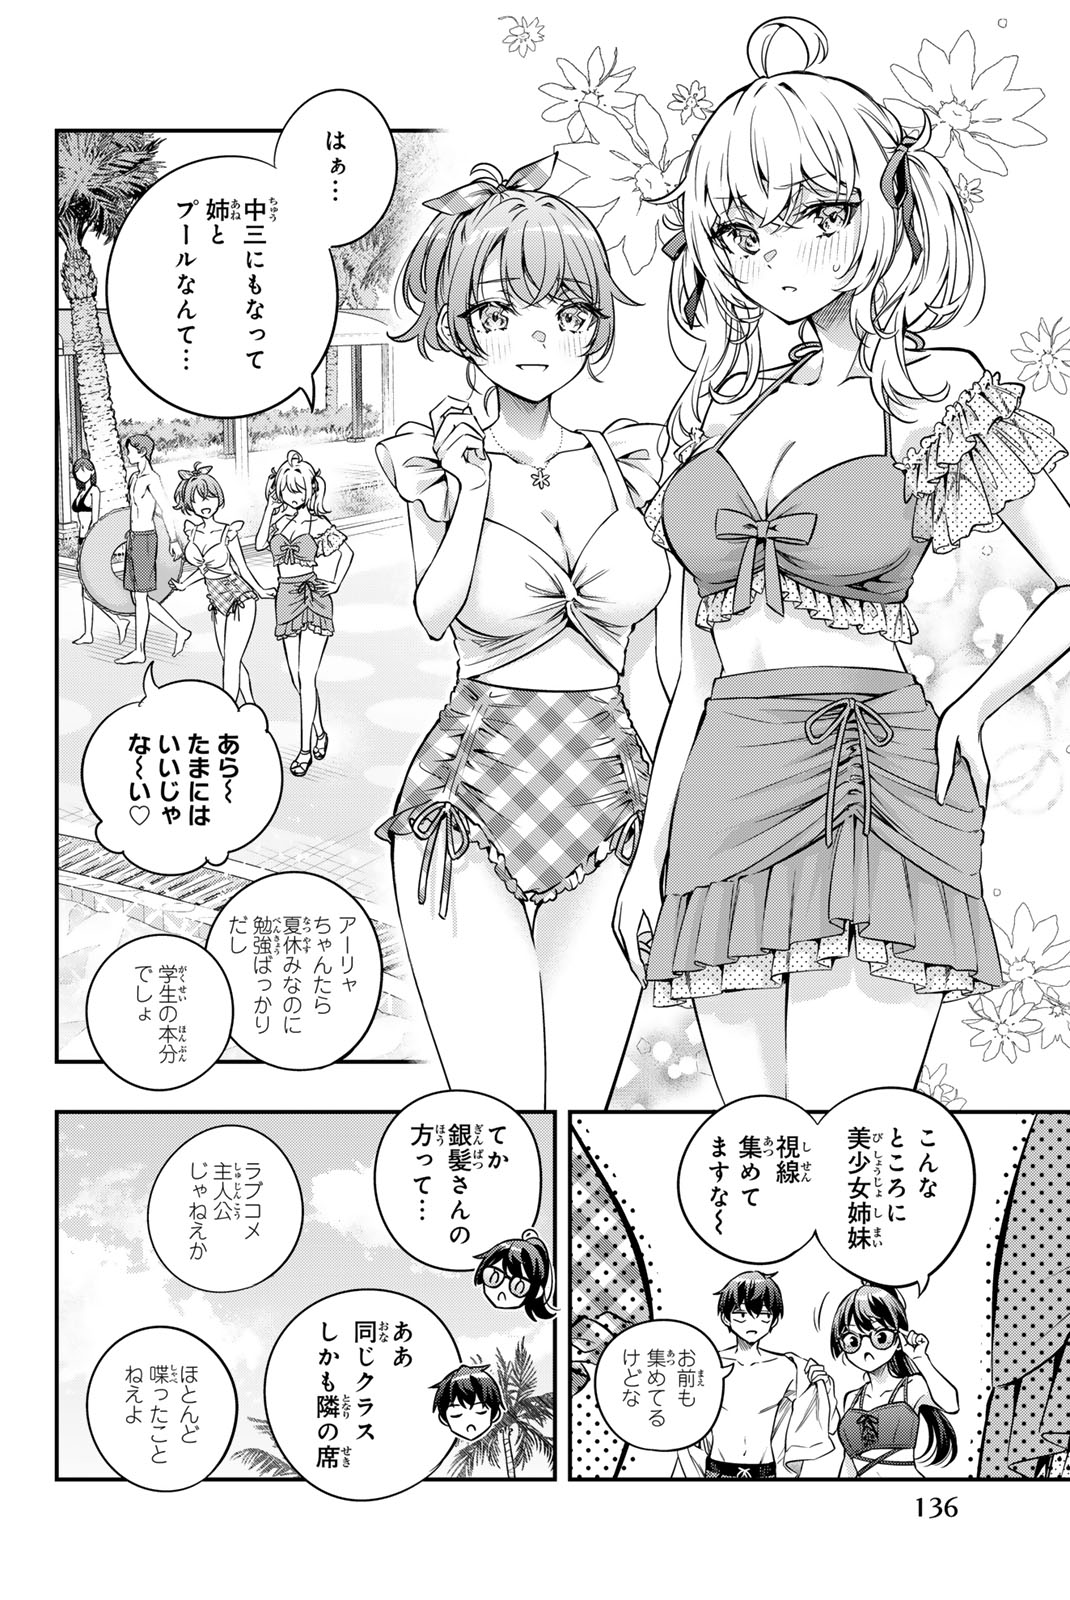 はぁ…
中三にもなって
姉と
プールなんて…
あら～
たまには
いいじゃ
な～い♡
アーリャ
ちゃんたら
夏休みなのに
勉強ばっかり
だし
学生の本分
でしょ
こんな
ところに
美少女姉妹
視線
集めて
ますな～
お前も
集めてる
けどな
てか
銀髪さんの
方って…
ああ
同じクラス
しかも隣の席
ラブコメ
主人公
じゃねえか
ほとんど
喋ったこと
ねえよ
136